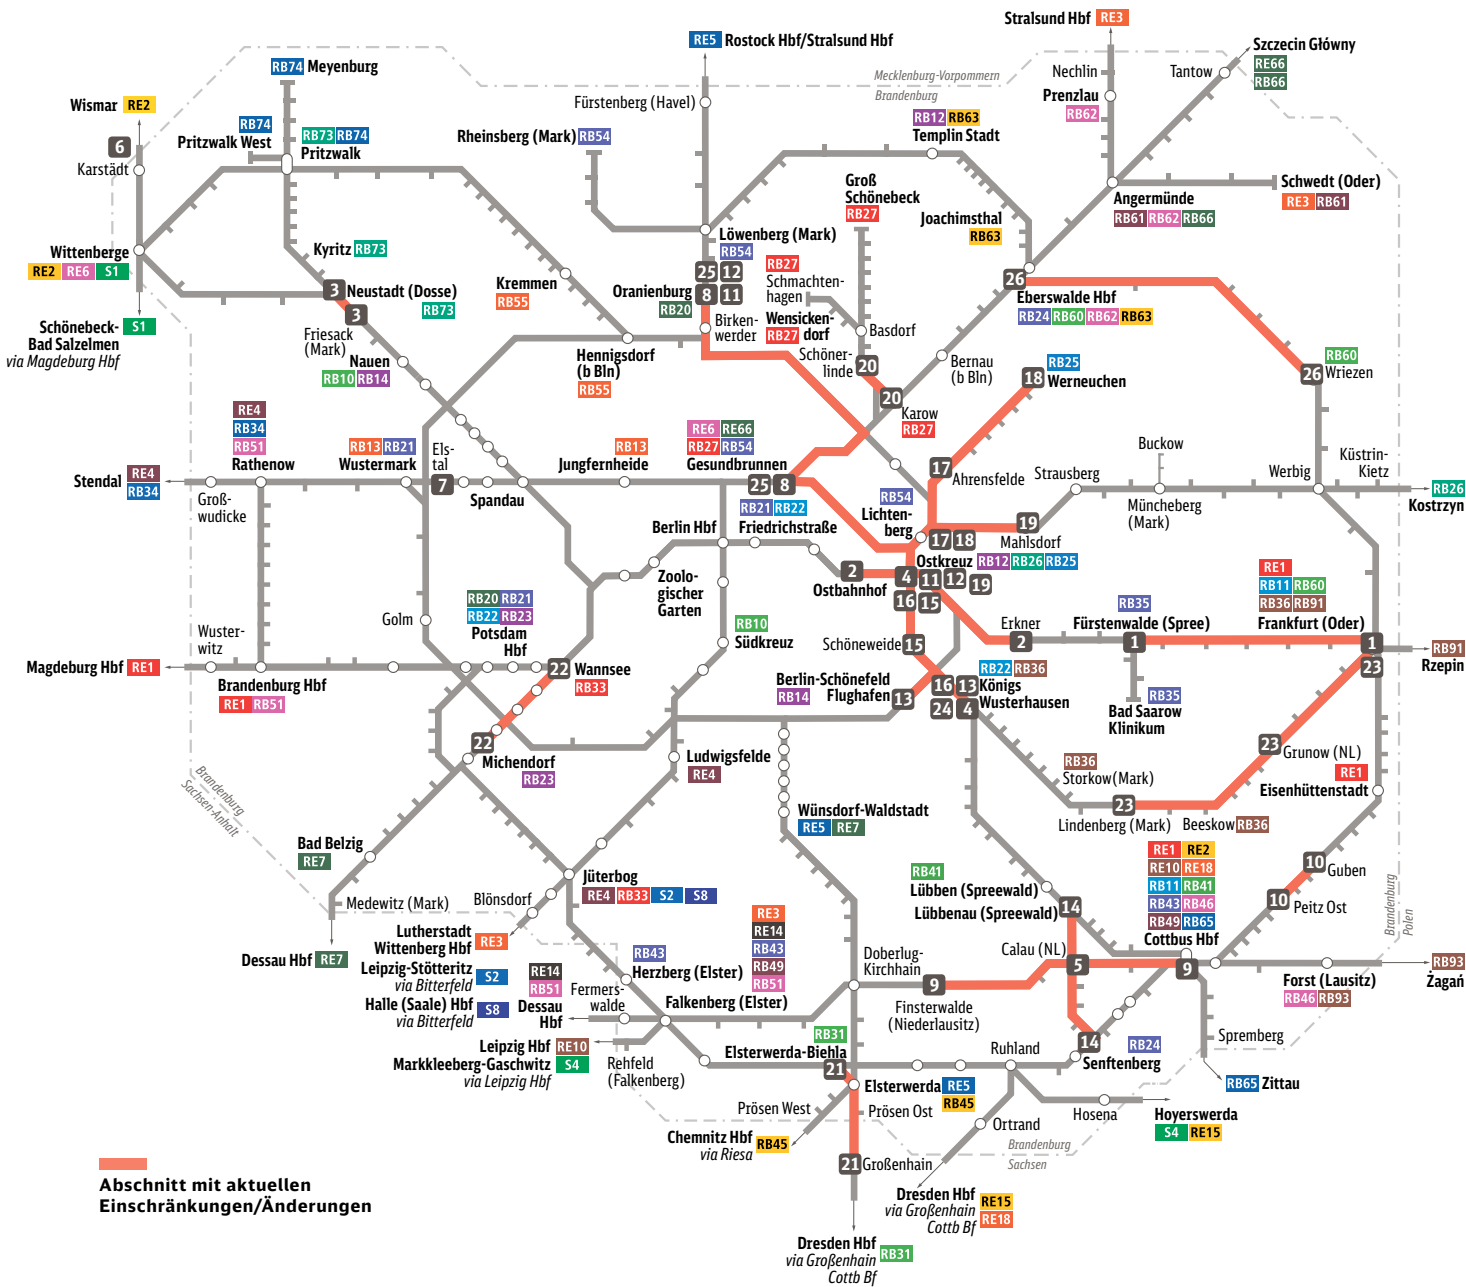 Stralsund Hbf RE3
RE5 Rostock Hbf/Stralsund Hbf
Szczecin Główny
RE66
RB66
Tantow
Nechlin
Prenzlau
RB62
Mecklenburg-Vorpommern
Brandenburg
RB74 Meyenburg
Wismar RE2
Fürstenberg (Havel)
6
Karstädt
RB74
Pritzwalk West
RB73 RB74
Pritzwalk
Rheinsberg (Mark) RB54
RB12 RB63
Templin Stadt
Groß
Schönebeck
RB27
Joachimsthal
RB63
Angermünde
RB61 RB62 RB66
Schwedt (Oder)
RE3 RB61
Wittenberge
RE2 RE6 S1
Kyritz RB73
Löwenberg (Mark)
RB54
25 12
8 11
Oranienburg
RB20
RB27
Schmachten-
hagen
Wensicken-
dorf
RB27
Basdorf
Kremmen
RB55
3 Neustadt (Dosse)
RB73
3
Friesack
(Mark)
26
Eberswalde Hbf
RB24 RB60 RB62 RB63
Schönebeck-
Bad Salzelmen
via Magdeburg Hbf
S1
Birken-
werder
Hennigsdorf
(b Bln)
RB55
Nauen
RB10 RB14
Schöner-
linde
20
20
Karow
RB27
Bernau
(b Bln)
RB25
18 Werneuchen
RB60
26 Wriezen
RE4
RB34
RB51
Rathenow
RB13 RB21
Wustermark
Els-
tal
7
Spandau
RB13
Jungfernheide
RE6 RE66
RB27 RB54
Gesundbrunnen
25 8
RB21 RB22
Friedrichstraße
17
Ahrensfelde
Buckow
Strausberg
Müncheberg
(Mark)
Werbig
Küstrin-
Kietz
RB26
Kostrzyn
Stendal RE4
RB34
Groß-
wudicke
Berlin Hbf
RB54
Lichten-
berg
17 18
19
Mahlsdorf
Ostkreuz RB12 RB26 RB25
Zoolo-
gischer
Garten
2
Ostbahnhof
4 11 12 19
16 15
RE1
RB11 RB60
RB36 RB91
Frankfurt (Oder)
1
23
RB91
Rzepin
RB20 RB21
RB22 RB23
Potsdam
Hbf
Golm
RB10
Südkreuz
Schöneweide 15
Erkner
2
RB35
Fürstenwalde (Spree)
1
Wuster-
witz
Magdeburg Hbf RE1
Brandenburg Hbf
RE1 RB51
22 Wannsee
RB33
Berlin-Schönefeld
Flughafen
RB14
13
16 13
24 4
RB22 RB36
Königs
Wusterhausen
RB35
Bad Saarow
Klinikum
22
Michendorf
RB23
Ludwigsfelde
RE4
23
Grunow (NL)
RE1
Eisenhüttenstadt
RB36
Storkow(Mark)
23
Lindenberg (Mark)
Beeskow RB36
Brandenburg
Sachsen-Anhalt
Wünsdorf-Waldstadt
RE5 RE7
Bad Belzig
RE7
Medewitz (Mark)
Jüterbog
RE4 RB33 S2 S8
Blönsdorf
RB41
Lübben (Spreewald)
Lübbenau (Spreewald)
14
RE1 RE2
RE10 RE18
RB11 RB41
RB43 RB46
RB49 RB65
Cottbus Hbf
9
10
Guben
10
Peitz Ost
Brandenburg
Polen
Dessau Hbf RE7
Lutherstadt
Wittenberg Hbf
RE3
Leipzig-Stötteritz
via Bitterfeld
S2
Halle (Saale) Hbf
via Bitterfeld
S8
RB43
Herzberg (Elster)
RE3
RE14
RB43
RB49
RB51
Falkenberg (Elster)
RE14
RB51
Dessau
Hbf
Fermers-
walde
Doberlug-
Kirchhain
9
Finsterwalde
(Niederlausitz)
Calau (NL)
5
Forst (Lausitz)
RB46 RB93
RB93
Żagań
Leipzig Hbf RE10
Markkleeberg-Gaschwitz
via Leipzig Hbf
S4
Rehfeld
(Falkenberg)
RB31
Elsterwerda-Biehla
21
Elsterwerda RE5
RB45
Ruhland
14
Senftenberg
RB24
Spremberg
RB65 Zittau
Prösen West
Prösen Ost
Chemnitz Hbf
via Riesa
RB45
Ortrand
Hosena
Hoyerswerda
S4 RE15
Brandenburg
Sachsen
21 Großenhain
Dresden Hbf
via Großenhain
Cottb Bf
RE15
RE18
Dresden Hbf
via Großenhain
Cottb Bf
RB31
Abschnitt mit aktuellen
Einschränkungen/Änderungen